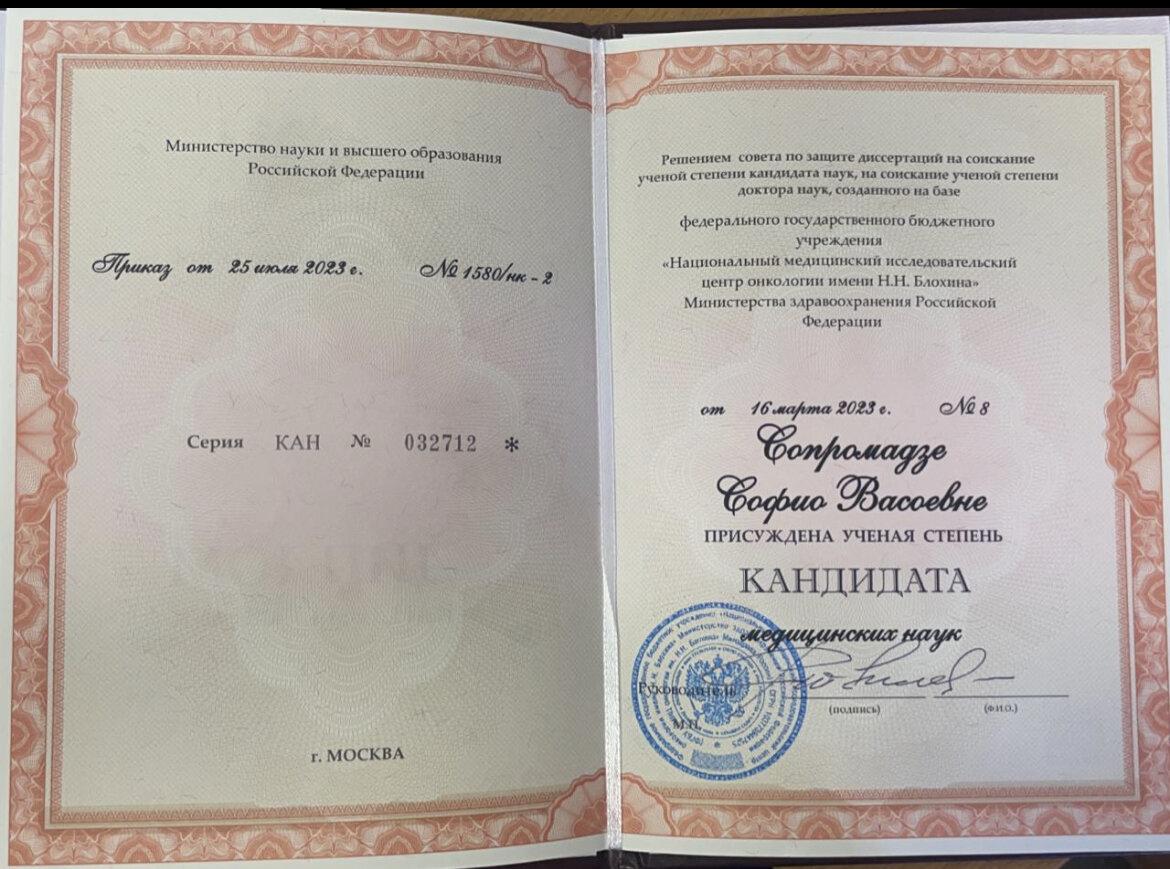 Министерство науки и высшего образования
Российской Федерации
Приказ от 25 июля 2023 г. № 1580/нк - 2
Серия КАН № 032712 *
г. МОСКВА
Решением совета по защите диссертаций на соискание
ученой степени кандидата наук, на соискание ученой степени
доктора наук, созданного на базе
федерального государственного бюджетного
учреждения
«Национальный медицинский исследовательский
центр онкологии имени Н.Н. Блохина»
Министерства здравоохранения Российской
Федерации
от 16 марта 2023 г. № 8
Сопромадзе
Софио Васоевне
ПРИСУЖДЕНА УЧЕНАЯ СТЕПЕНЬ
КАНДИДАТА
медицинских наук
Руководитель
(подпись) (Ф.И.О.)
М.П.